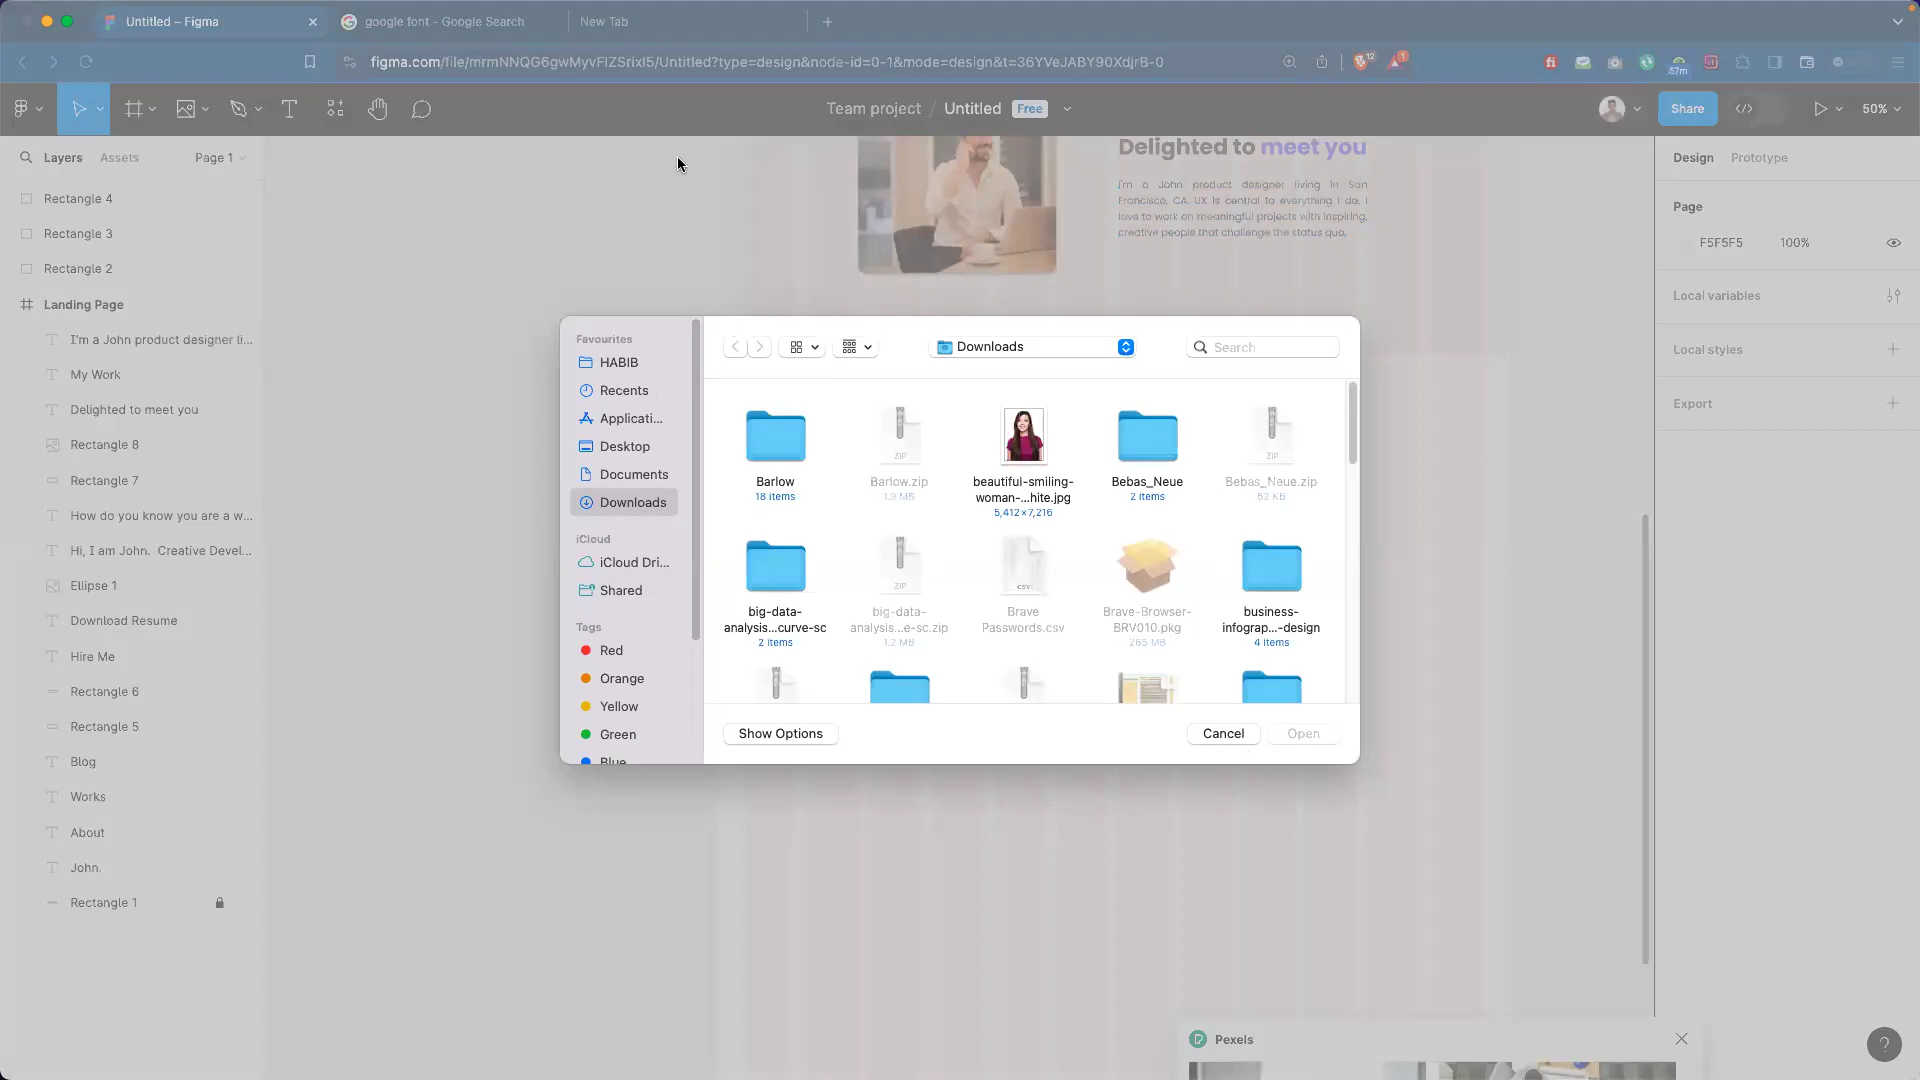 Untitled – Figma
google font - Google Search
New Tab
figma.com/file/mrmNNQG6gwMyvFIZSrixI5/Untitled?type=design&node-id=0-1&mode=design&t=36YVeJABY90XdjrB-0
12
1
57m
Team project / Untitled Free
Share
50%
Layers
Assets
Page 1
Rectangle 4
Rectangle 3
Rectangle 2
Landing Page
I'm a John product designer li...
My Work
Delighted to meet you
Rectangle 8
Rectangle 7
How do you know you are a w...
Hi, I am John. Creative Devel...
Ellipse 1
Download Resume
Hire Me
Rectangle 6
Rectangle 5
Blog
Works
About
John.
Rectangle 1
Delighted to meet you
I'm a John product designer living in San
Francisco, CA. UX is central to everything I do. I
love to work on meaningful projects with inspiring,
creative people that challenge the status quo,
Favourites
HABIB
Recents
Applicati...
Desktop
Documents
Downloads
iCloud
iCloud Dri...
Shared
Tags
Red
Orange
Yellow
Green
Blue
Downloads
Search
Barlow
18 items
ZIP
Barlow.zip
1.9 MB
beautiful-smiling-
woman-...hite.jpg
5,412×7,216
Bebas_Neue
2 items
ZIP
Bebas_Neue.zip
62 KB
big-data-
analysis...curve-sc
2 items
ZIP
big-data-
analysis...e-sc.zip
1.2 MB
CSV
Brave
Passwords.csv
Brave-Browser-
BRV010.pkg
265 MB
business-
infograp...-design
4 items
Show Options
Cancel
Open
Design
Prototype
Page
F5F5F5
100%
Local variables
Local styles
Export
Pexels
?